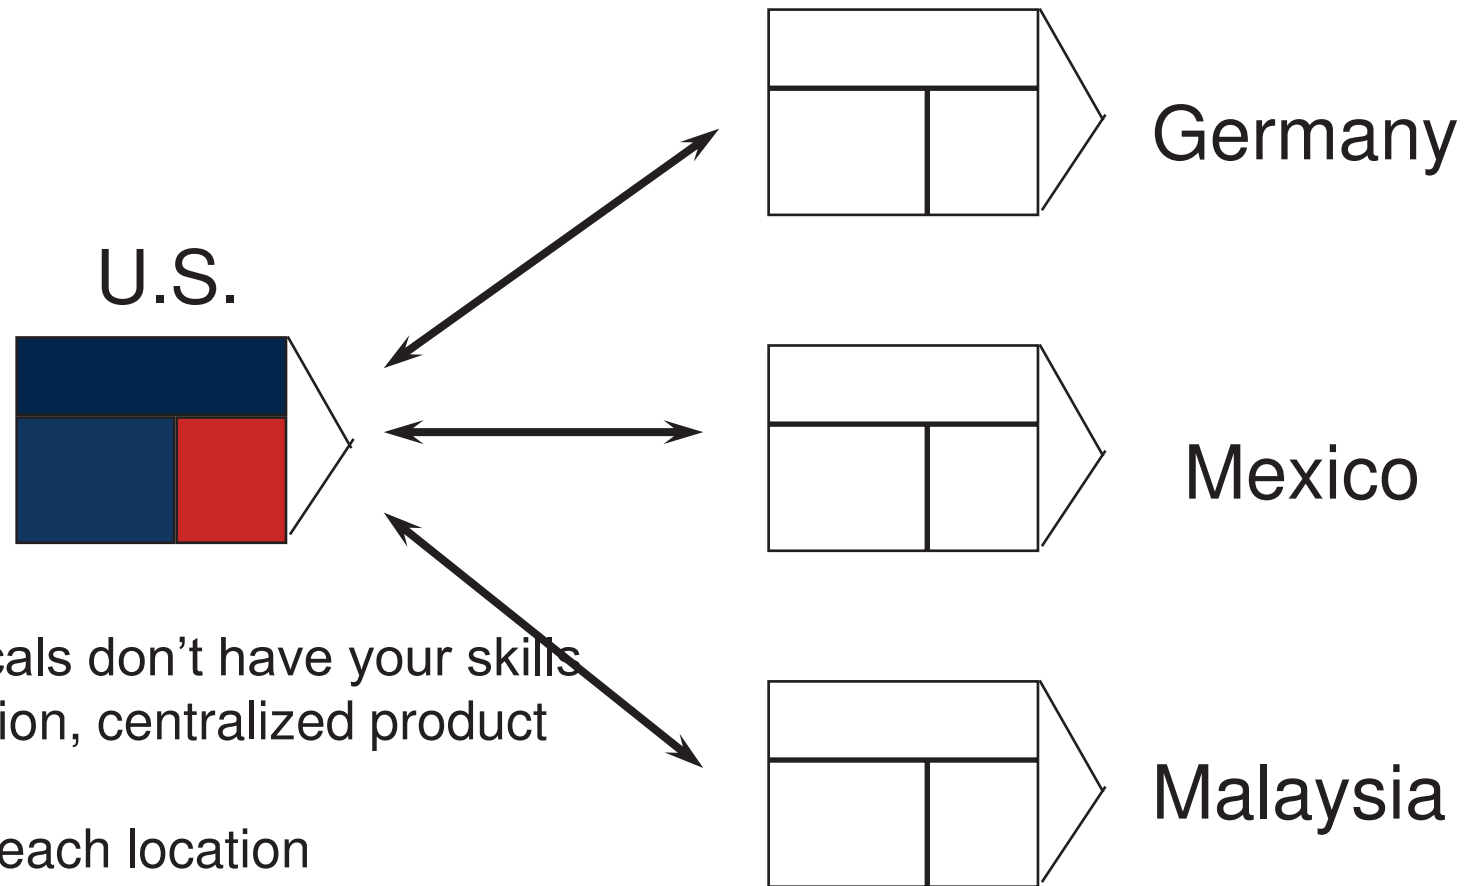 Germany
U.S.
Mexico
cals don't have your skills
ion, centralized product
Malaysia
each location